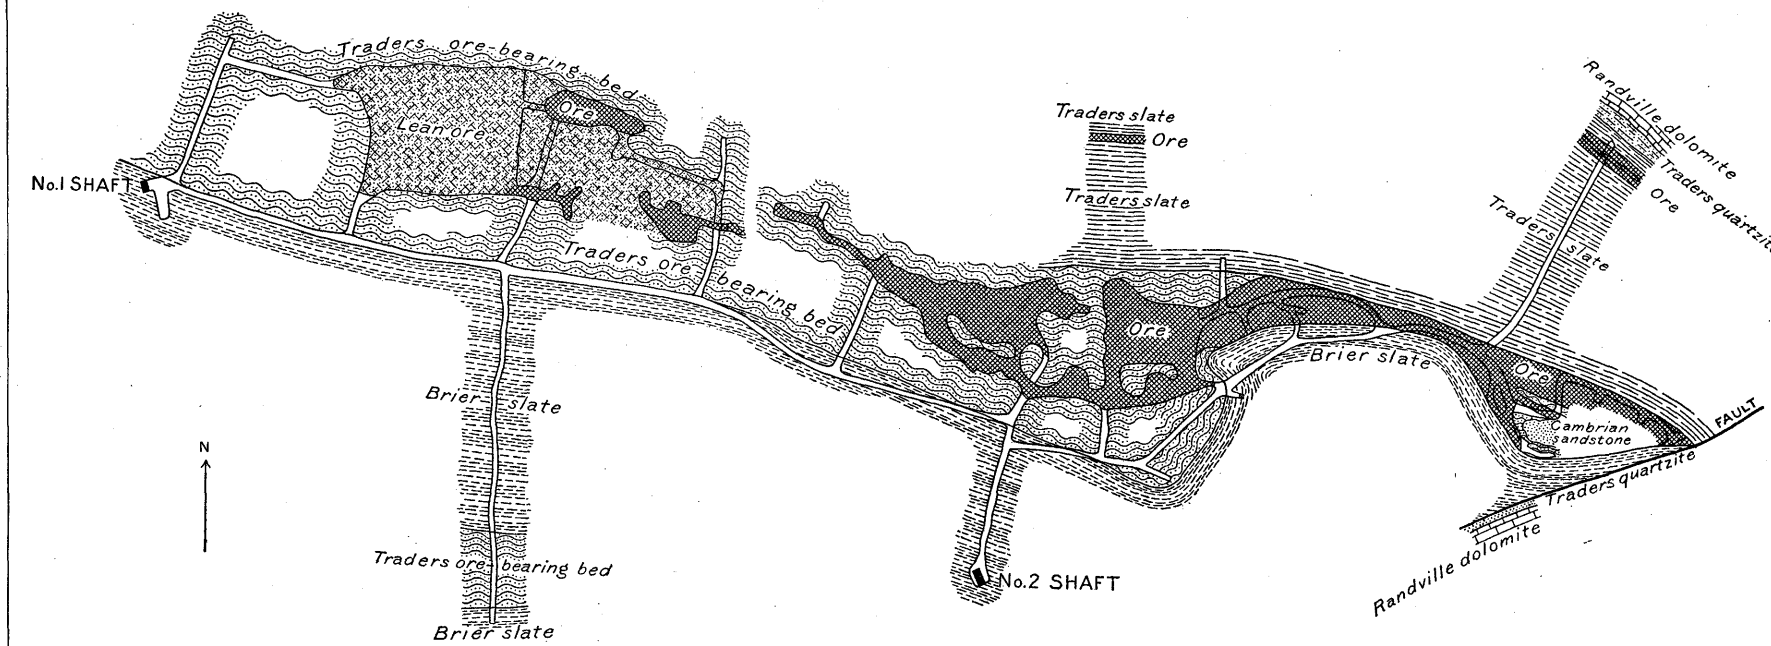 Traders ore-bearing bed
Ore
Lean ore
No.1 SHAFT
Traders ore-bearing bed
Brier slate
N
Traders ore-bearing bed
Brier slate
Traders slate
Ore
Traders slate
Ore
Brier slate
No.2 SHAFT
Randville dolomite
Traders quartzite
Ore
Traders slate
Ore
Cambrian
sandstone
FAULT
Traders quartzite
Randville dolomite